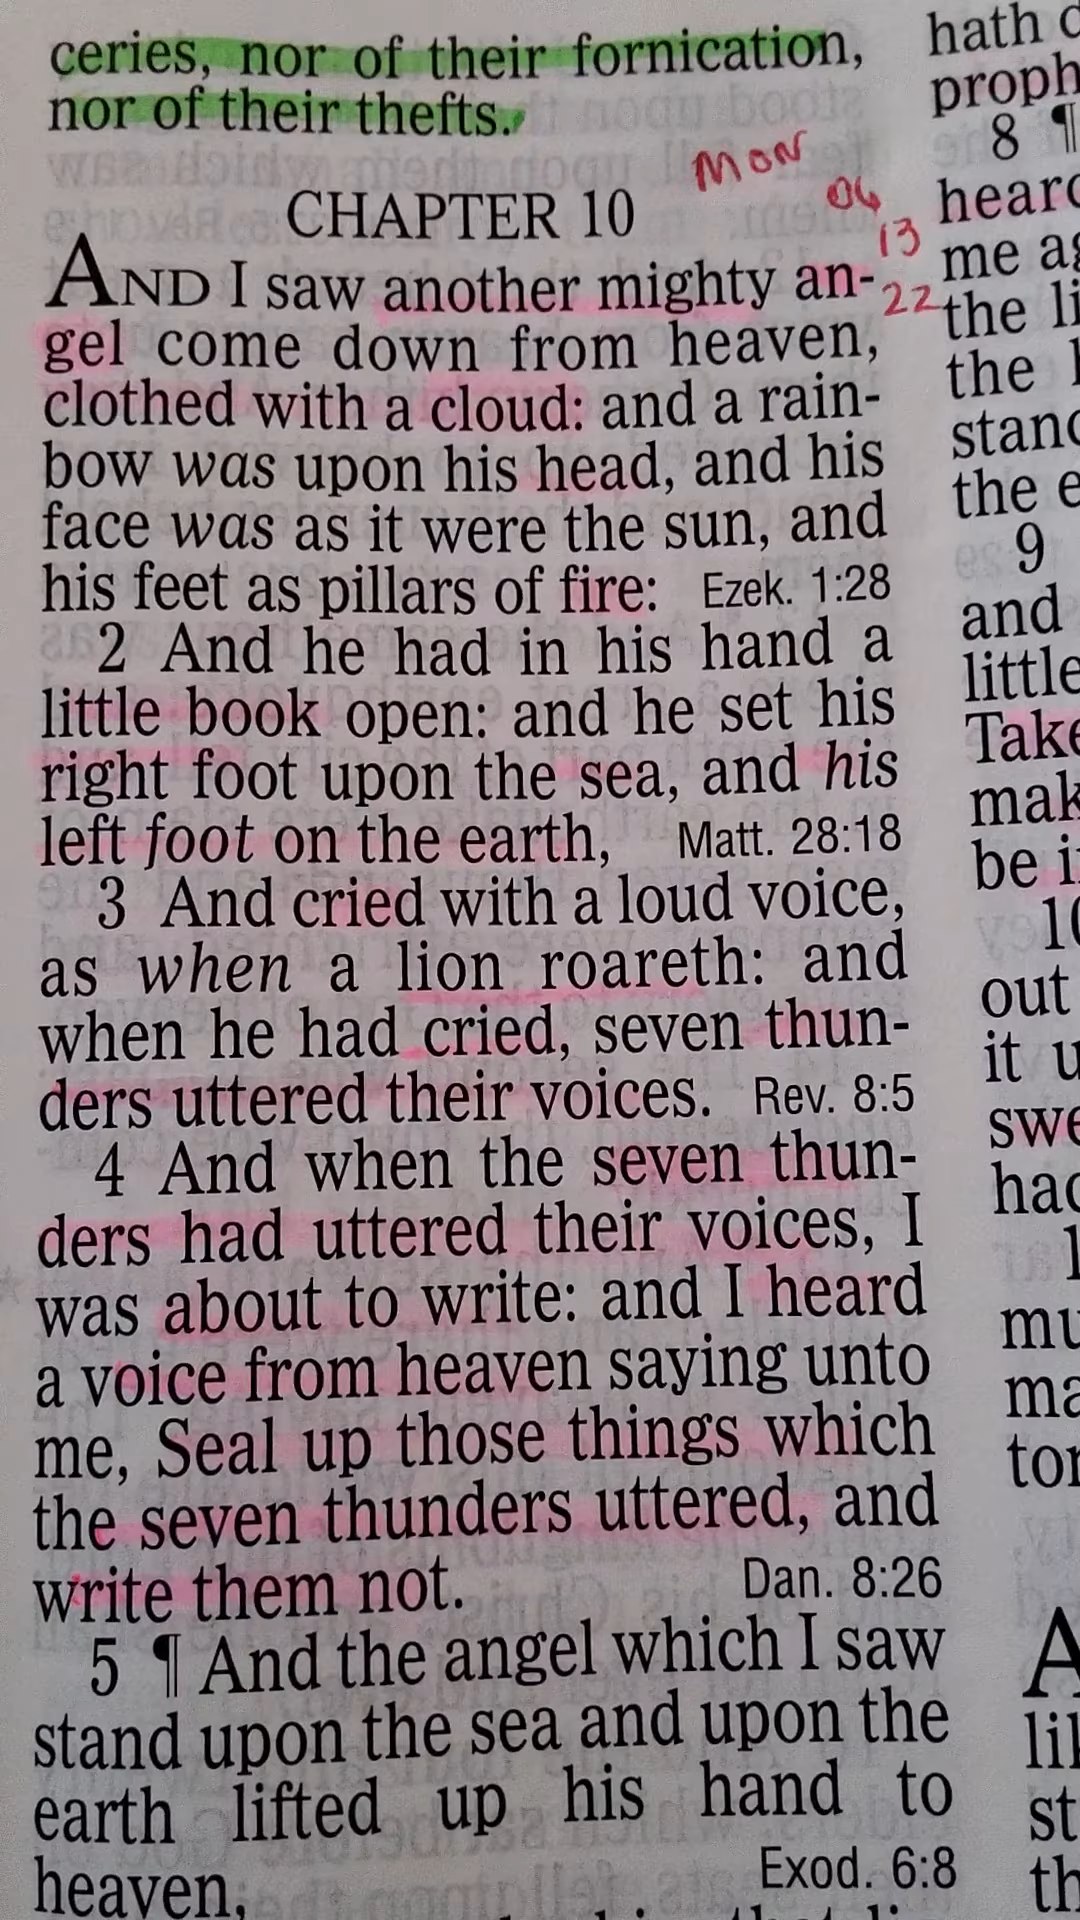 ceries, nor of their fornication,
nor of their thefts.
MON
06
13
22
CHAPTER 10
AND I saw another mighty an-
gel come down from heaven,
clothed with a cloud: and a rain-
bow was upon his head, and his
face was as it were the sun, and
his feet as pillars of fire: Ezek. 1:28
2 And he had in his hand a
little book open: and he set his
right foot upon the sea, and his
left foot on the earth, Matt. 28:18
3 And cried with a loud voice,
as when a lion roareth: and
when he had cried, seven thun-
ders uttered their voices. Rev. 8:5
4 And when the seven thun-
ders had uttered their voices, I
was about to write: and I heard
a voice from heaven saying unto
me, Seal up those things which
the seven thunders uttered, and
write them not. Dan. 8:26
5 ¶ And the angel which I saw
stand upon the sea and upon the
earth lifted up his hand to
heaven, Exod. 6:8
hath
8 ¶
me
the
the
the
9
and
little
be
out
it